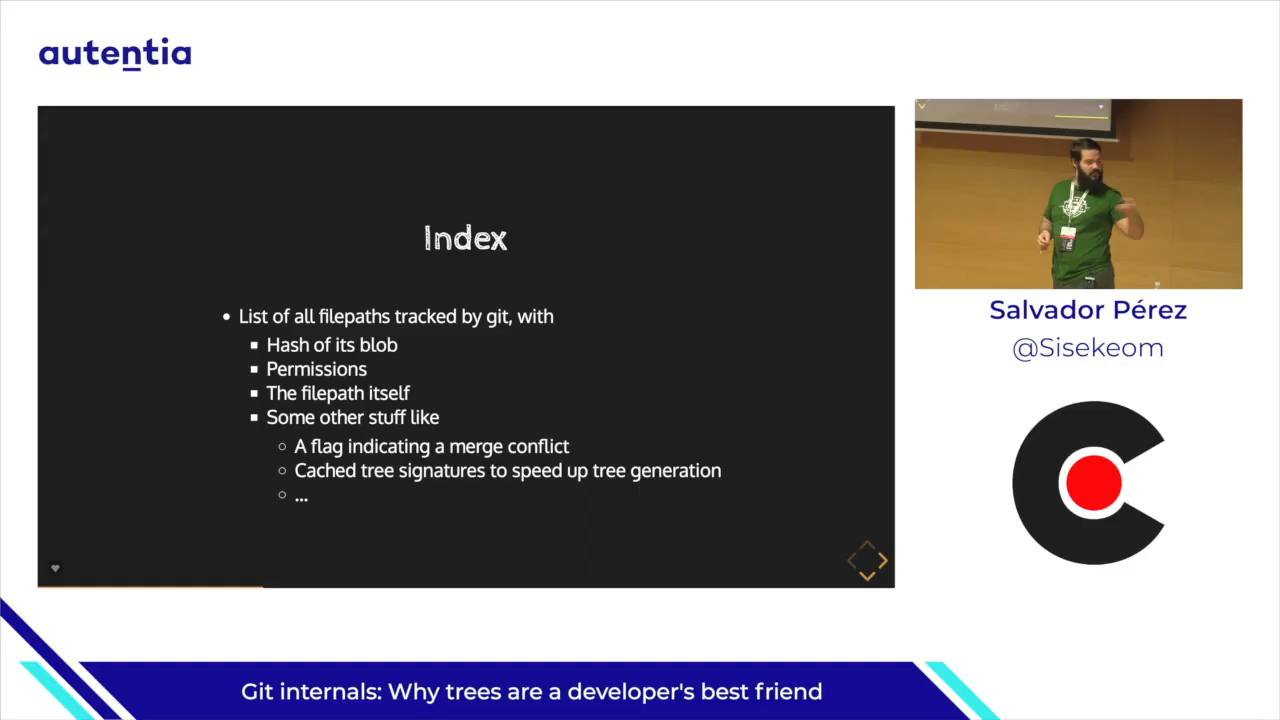 autentia
Index
List of all filepaths tracked by git, with
Hash of its blob
Permissions
The filepath itself
Some other stuff like
A flag indicating a merge conflict
Cached tree signatures to speed up tree generation
...
Salvador Pérez
@Sisekeom
Git internals: Why trees are a developer's best friend